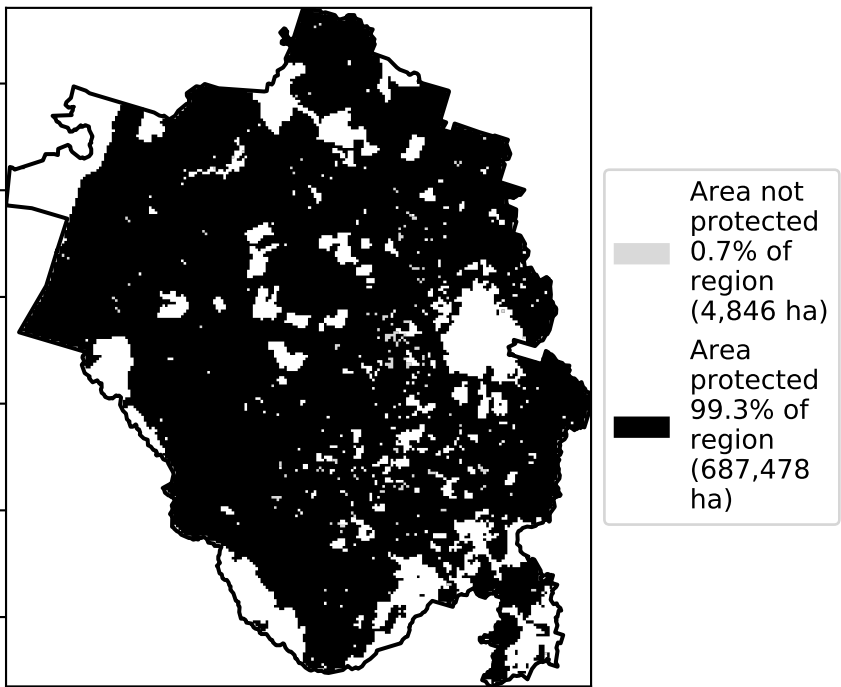 Area not
protected
0.7% of
region
(4,846 ha)
Area
protected
99.3% of
region
(687,478
ha)